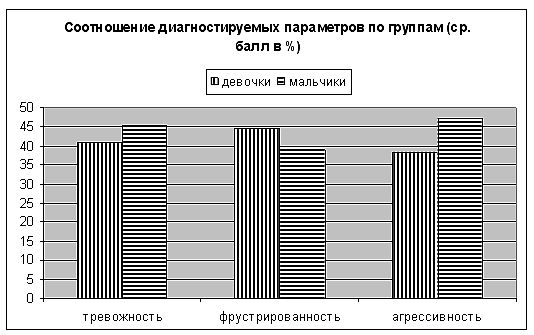 Соотношение диагностируемых параметров по группам (ср.
балл в %)
девочки мальчики
50
45
40
35
30
25
20
15
10
5
0
тревожность фрустрированность агрессивность